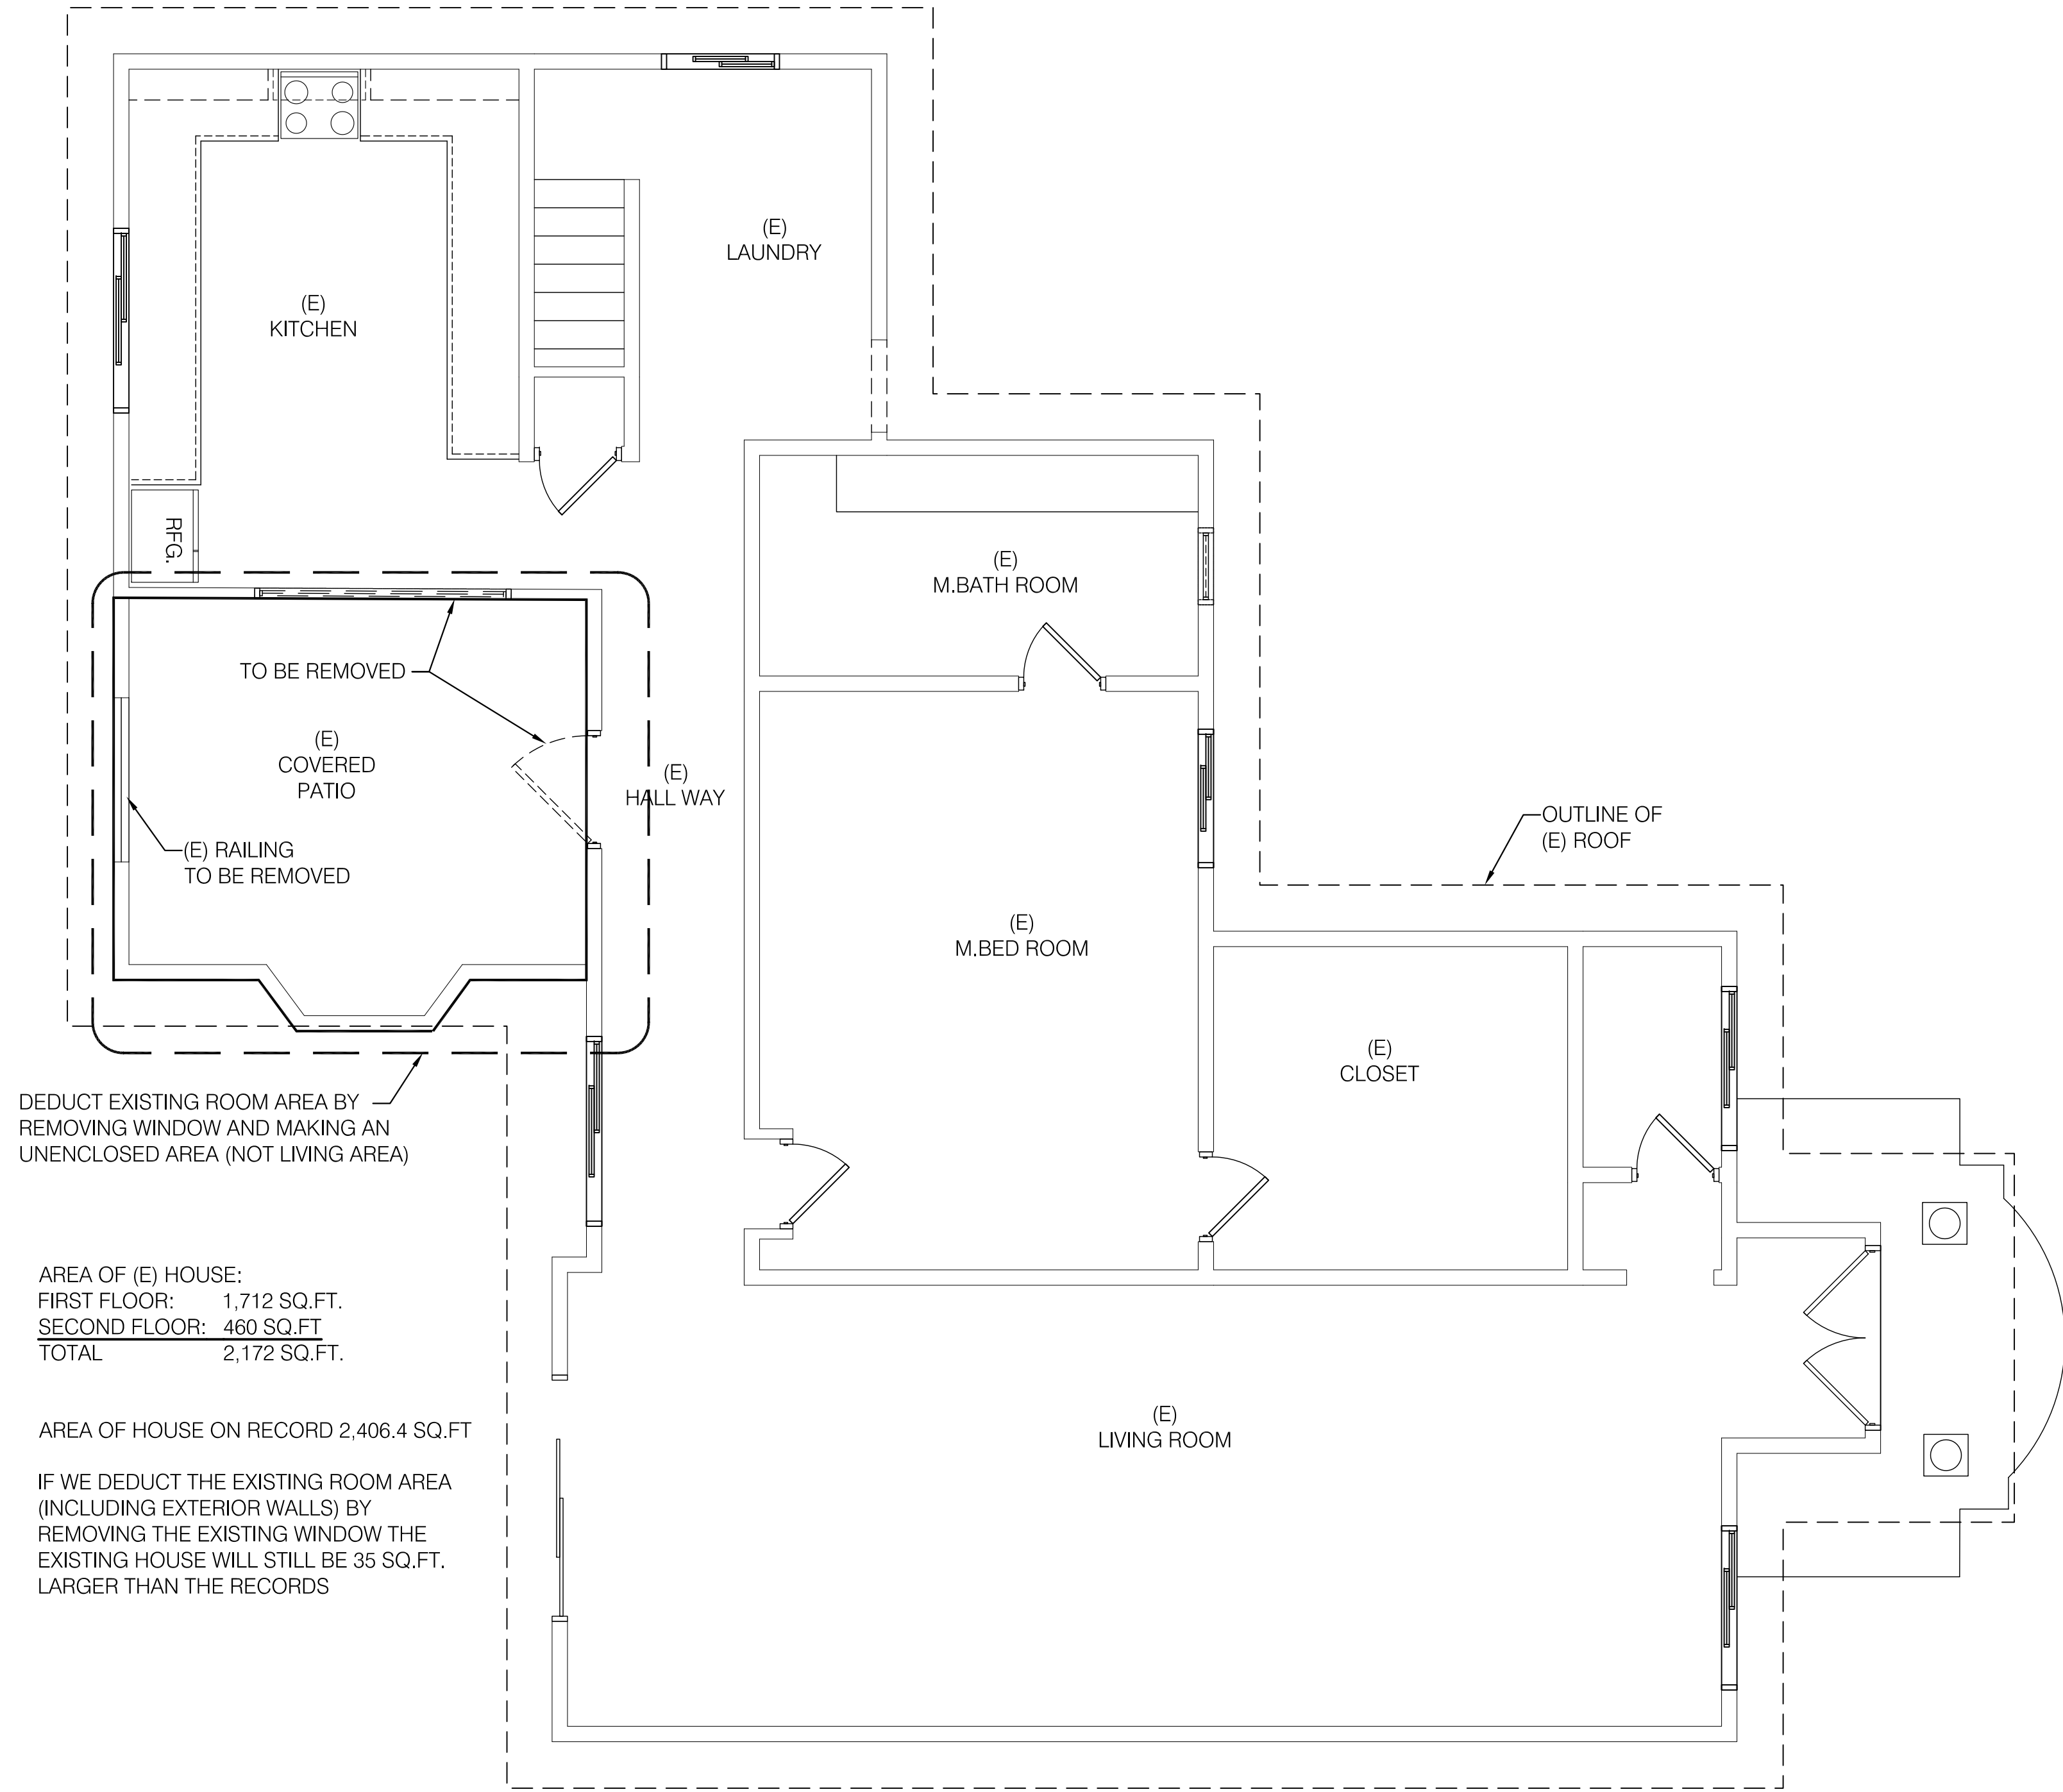 (E)
LAUNDRY
(E)
KITCHEN
RFG.
(E)
M.BATH ROOM
TO BE REMOVED
(E)
COVERED
PATIO
(E)
HALL WAY
(E) RAILING
TO BE REMOVED
OUTLINE OF
(E) ROOF
(E)
M.BED ROOM
(E)
CLOSET
DEDUCT EXISTING ROOM AREA BY
REMOVING WINDOW AND MAKING AN
UNENCLOSED AREA (NOT LIVING AREA)
AREA OF (E) HOUSE:
FIRST FLOOR: 1,712 SQ.FT.
SECOND FLOOR: 460 SQ.FT
TOTAL 2,172 SQ.FT.
(E)
LIVING ROOM
AREA OF HOUSE ON RECORD 2,406.4 SQ.FT
IF WE DEDUCT THE EXISTING ROOM AREA
(INCLUDING EXTERIOR WALLS) BY
REMOVING THE EXISTING WINDOW THE
EXISTING HOUSE WILL STILL BE 35 SQ.FT.
LARGER THAN THE RECORDS